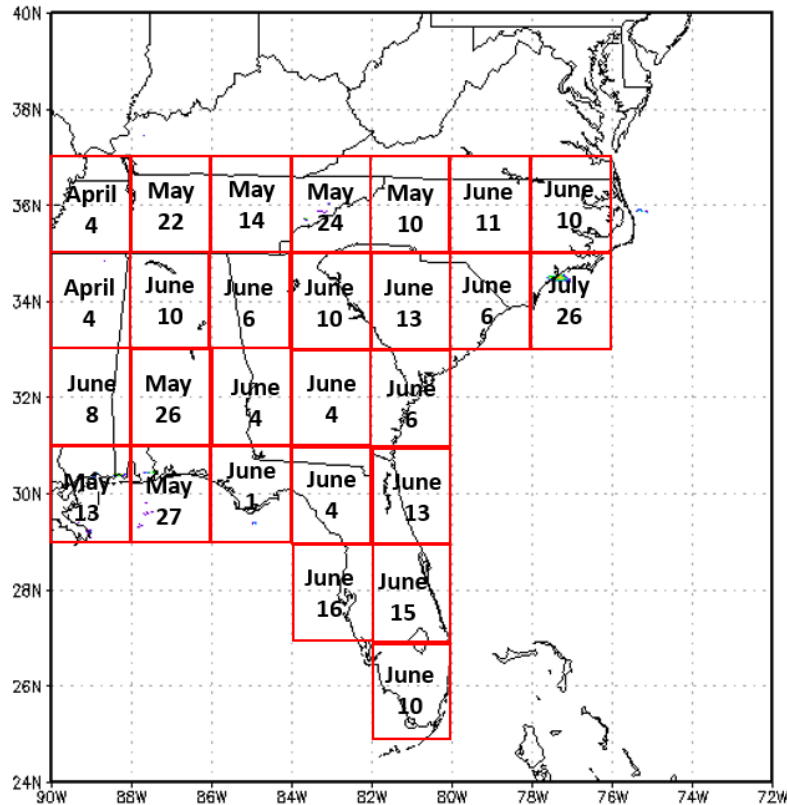 40N
38N
36N
34N
32N
30N
28N
26N
24N
April 4
May 22
May 14
May 24
May 10
June 11
June 10
April 4
June 10
June 6
June 10
June 13
June 6
July 26
June 8
May 26
June 4
June 4
June 6
May 13
May 27
June 1
June 4
June 13
June 16
June 15
June 10
90W
88W
86W
84W
82W
80W
78W
76W
74W
72W